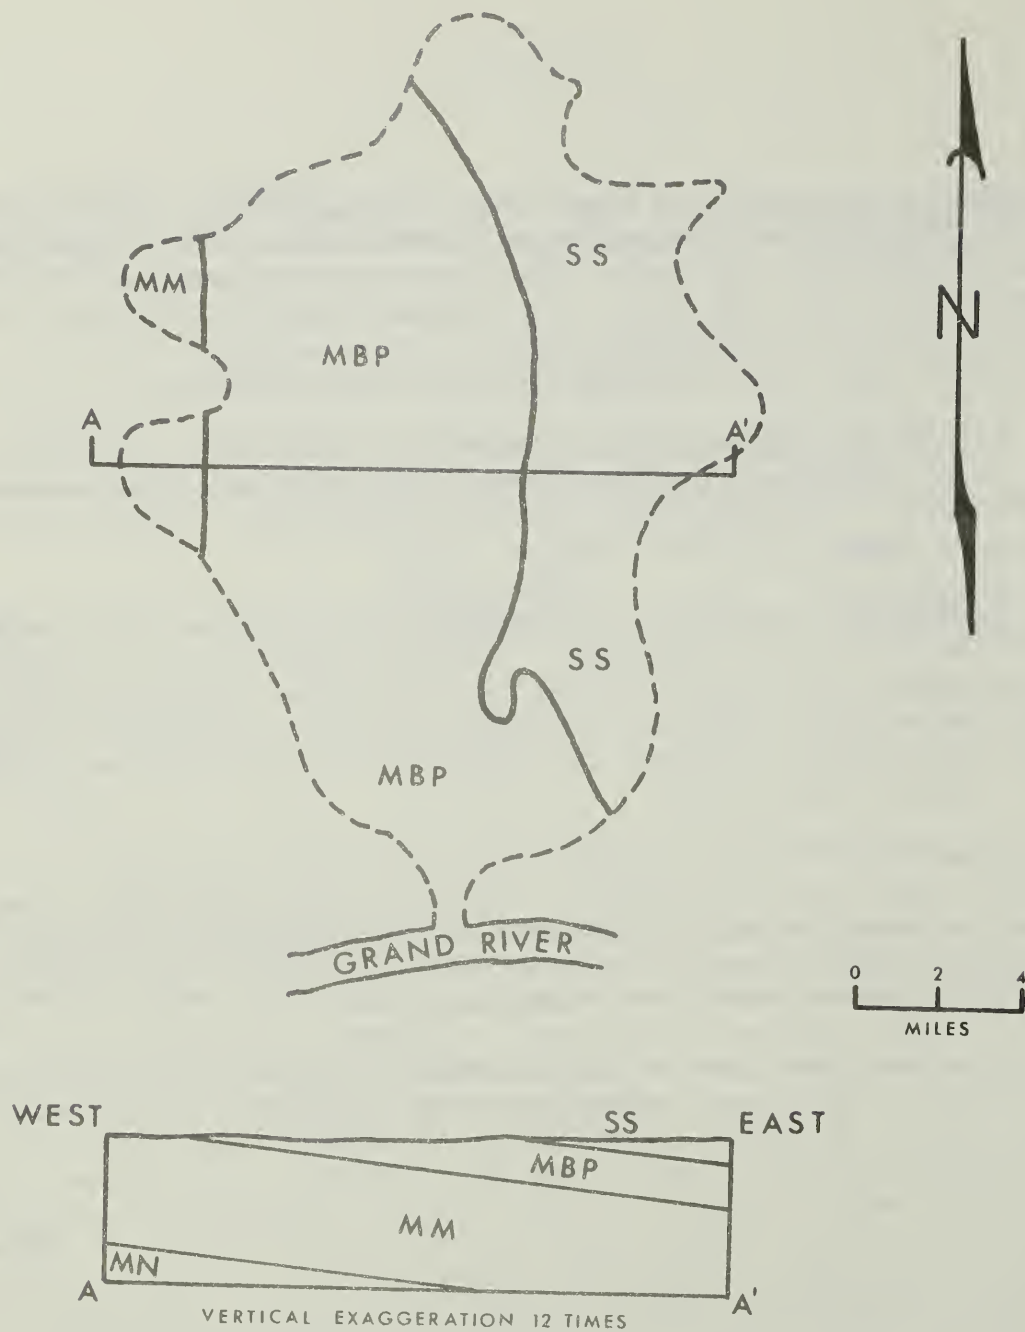 SS
MM
N
MBP
A
A'
SS
MBP
GRAND RIVER
0 2 4
MILES
WEST
SS
EAST
MBP
MM
MN
A
A'
VERTICAL EXAGGERATION 12 TIMES